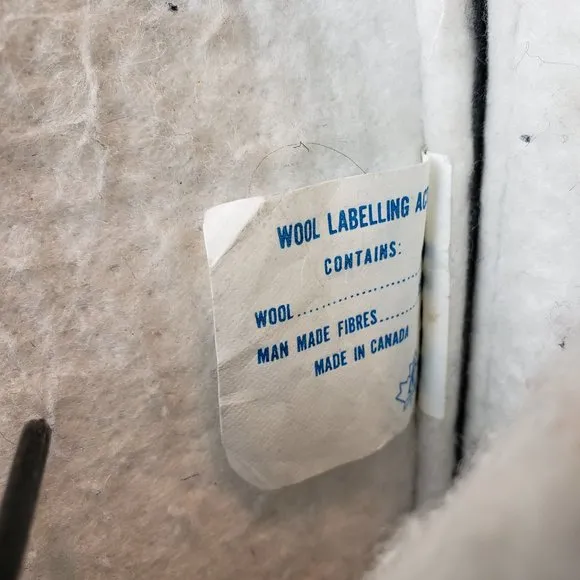 WOOL LABELLING AC
CONTAINS:
WOOL....................
MAN MADE FIBRES.......
MADE IN CANADA